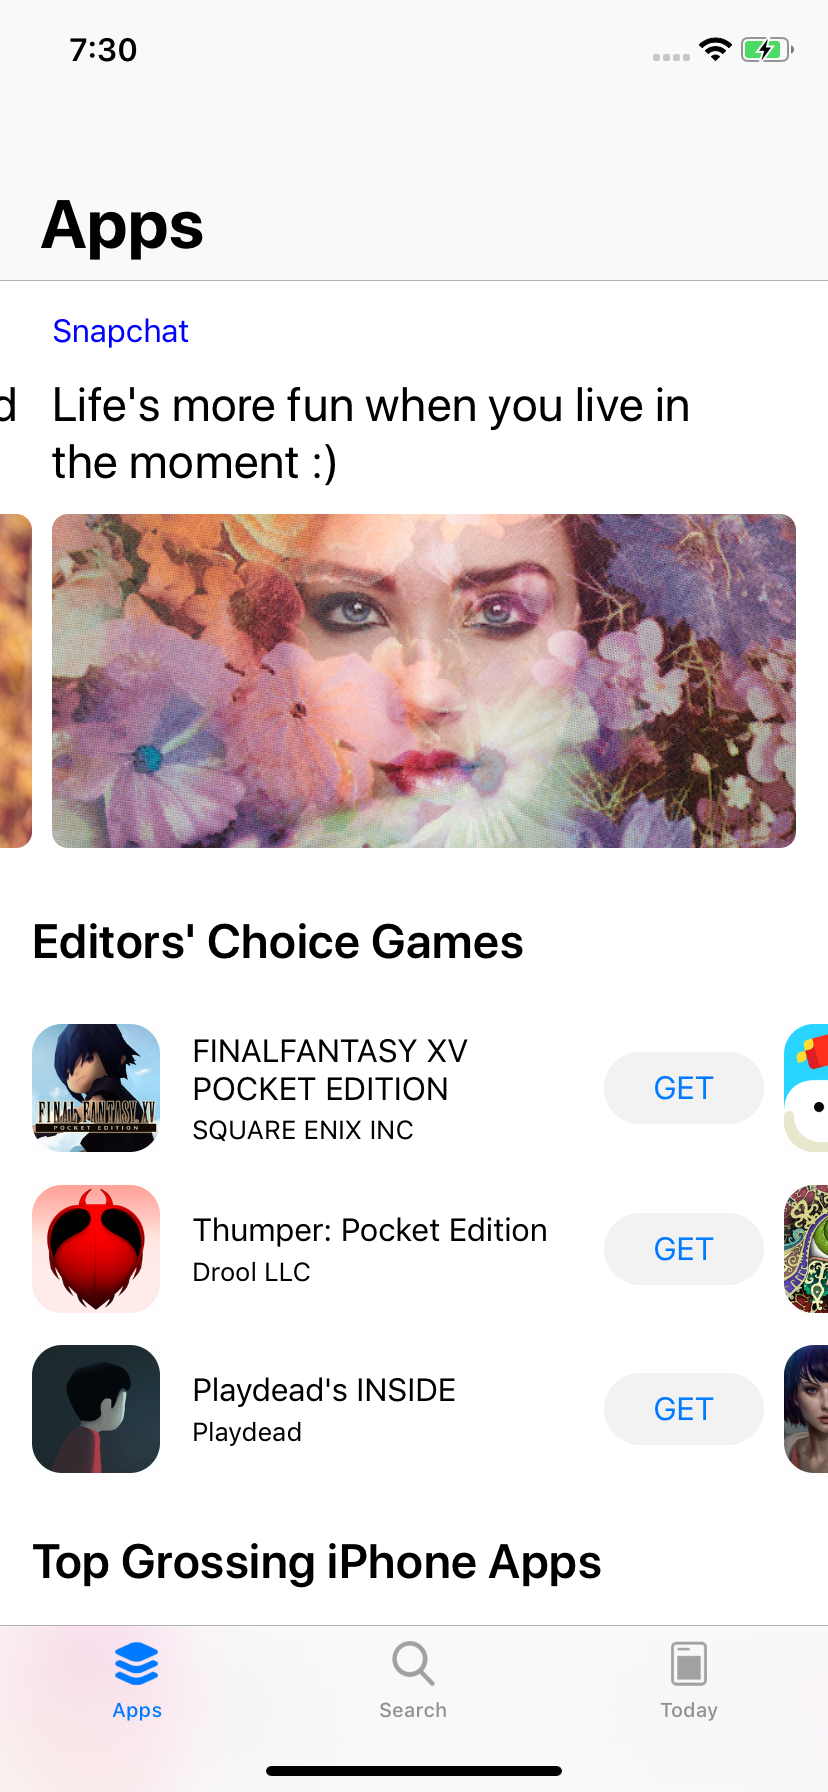 7:30
Apps
Snapchat
d
Life's more fun when you live in
the moment :)
Editors' Choice Games
FINAL FANTASY XV
POCKET EDITION
FINALFANTASY XV
POCKET EDITION
SQUARE ENIX INC
GET
Thumper: Pocket Edition
Drool LLC
GET
Playdead's INSIDE
Playdead
GET
Top Grossing iPhone Apps
Apps
Search
Today